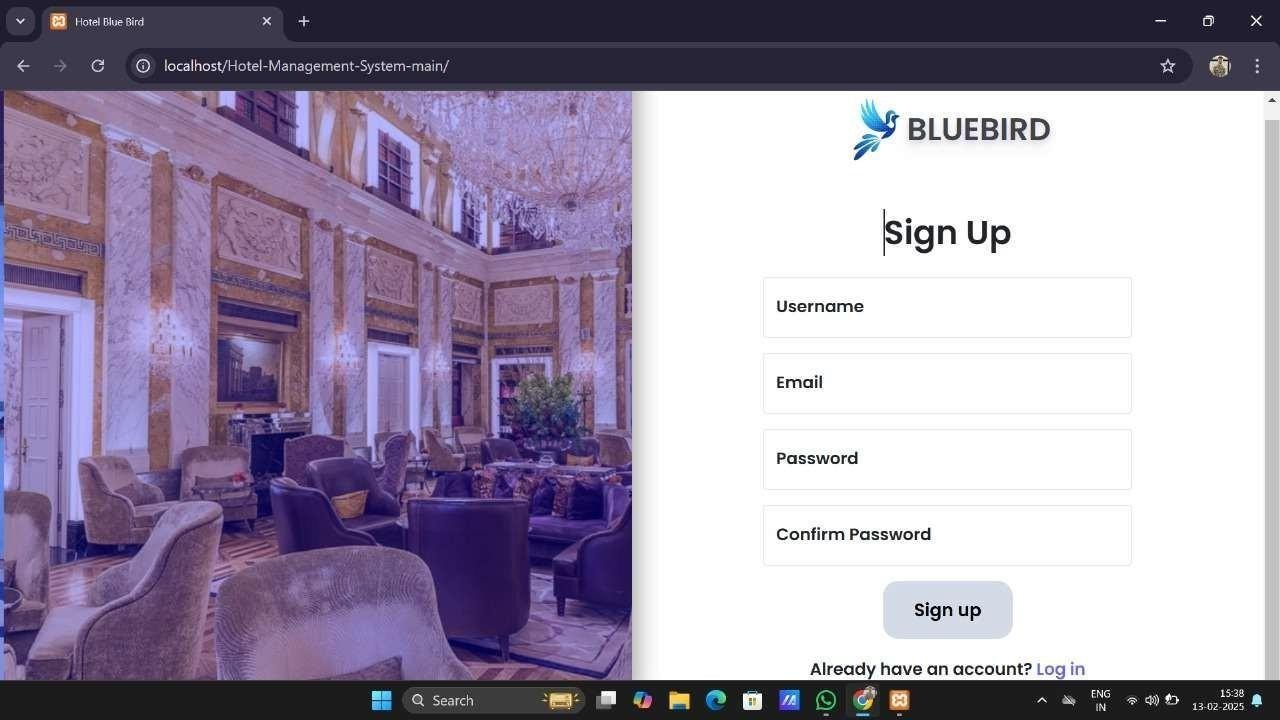 Hotel Blue Bird
localhost/Hotel-Management-System-main/
BLUEBIRD
Sign Up
Username
Email
Password
Confirm Password
Sign up
Already have an account? Log in
Search
ENG
IN
15:38
13-02-2025